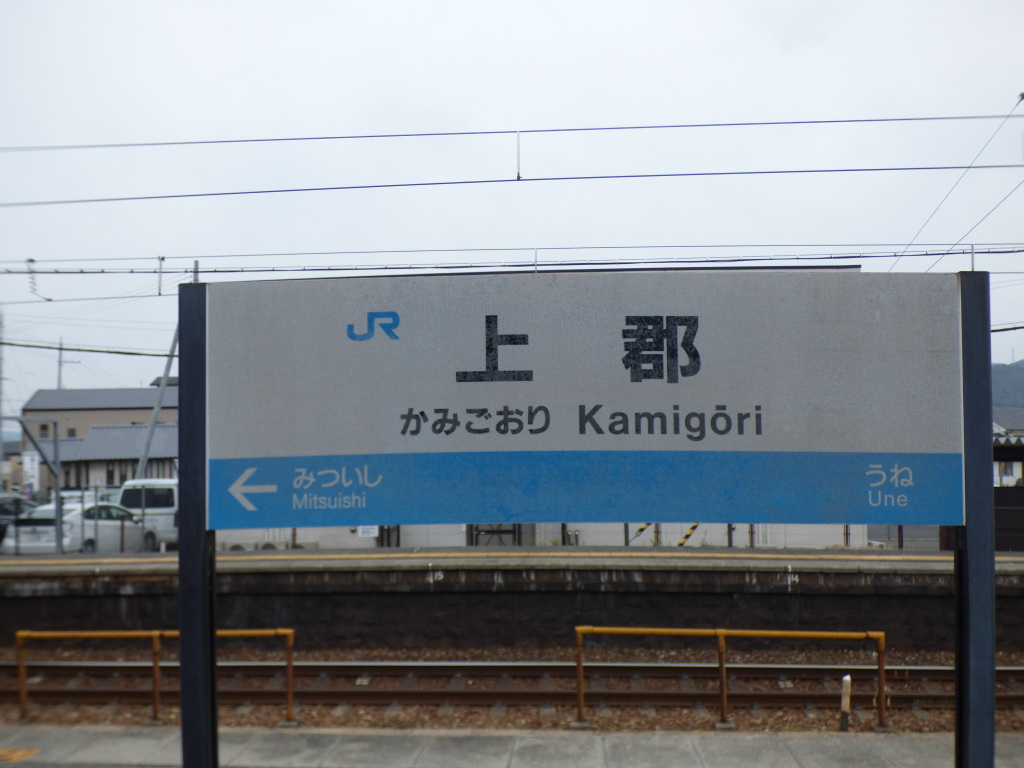 JR
上 郡
かみごおり Kamigōri
← みついし うね
Mitsuishi Une